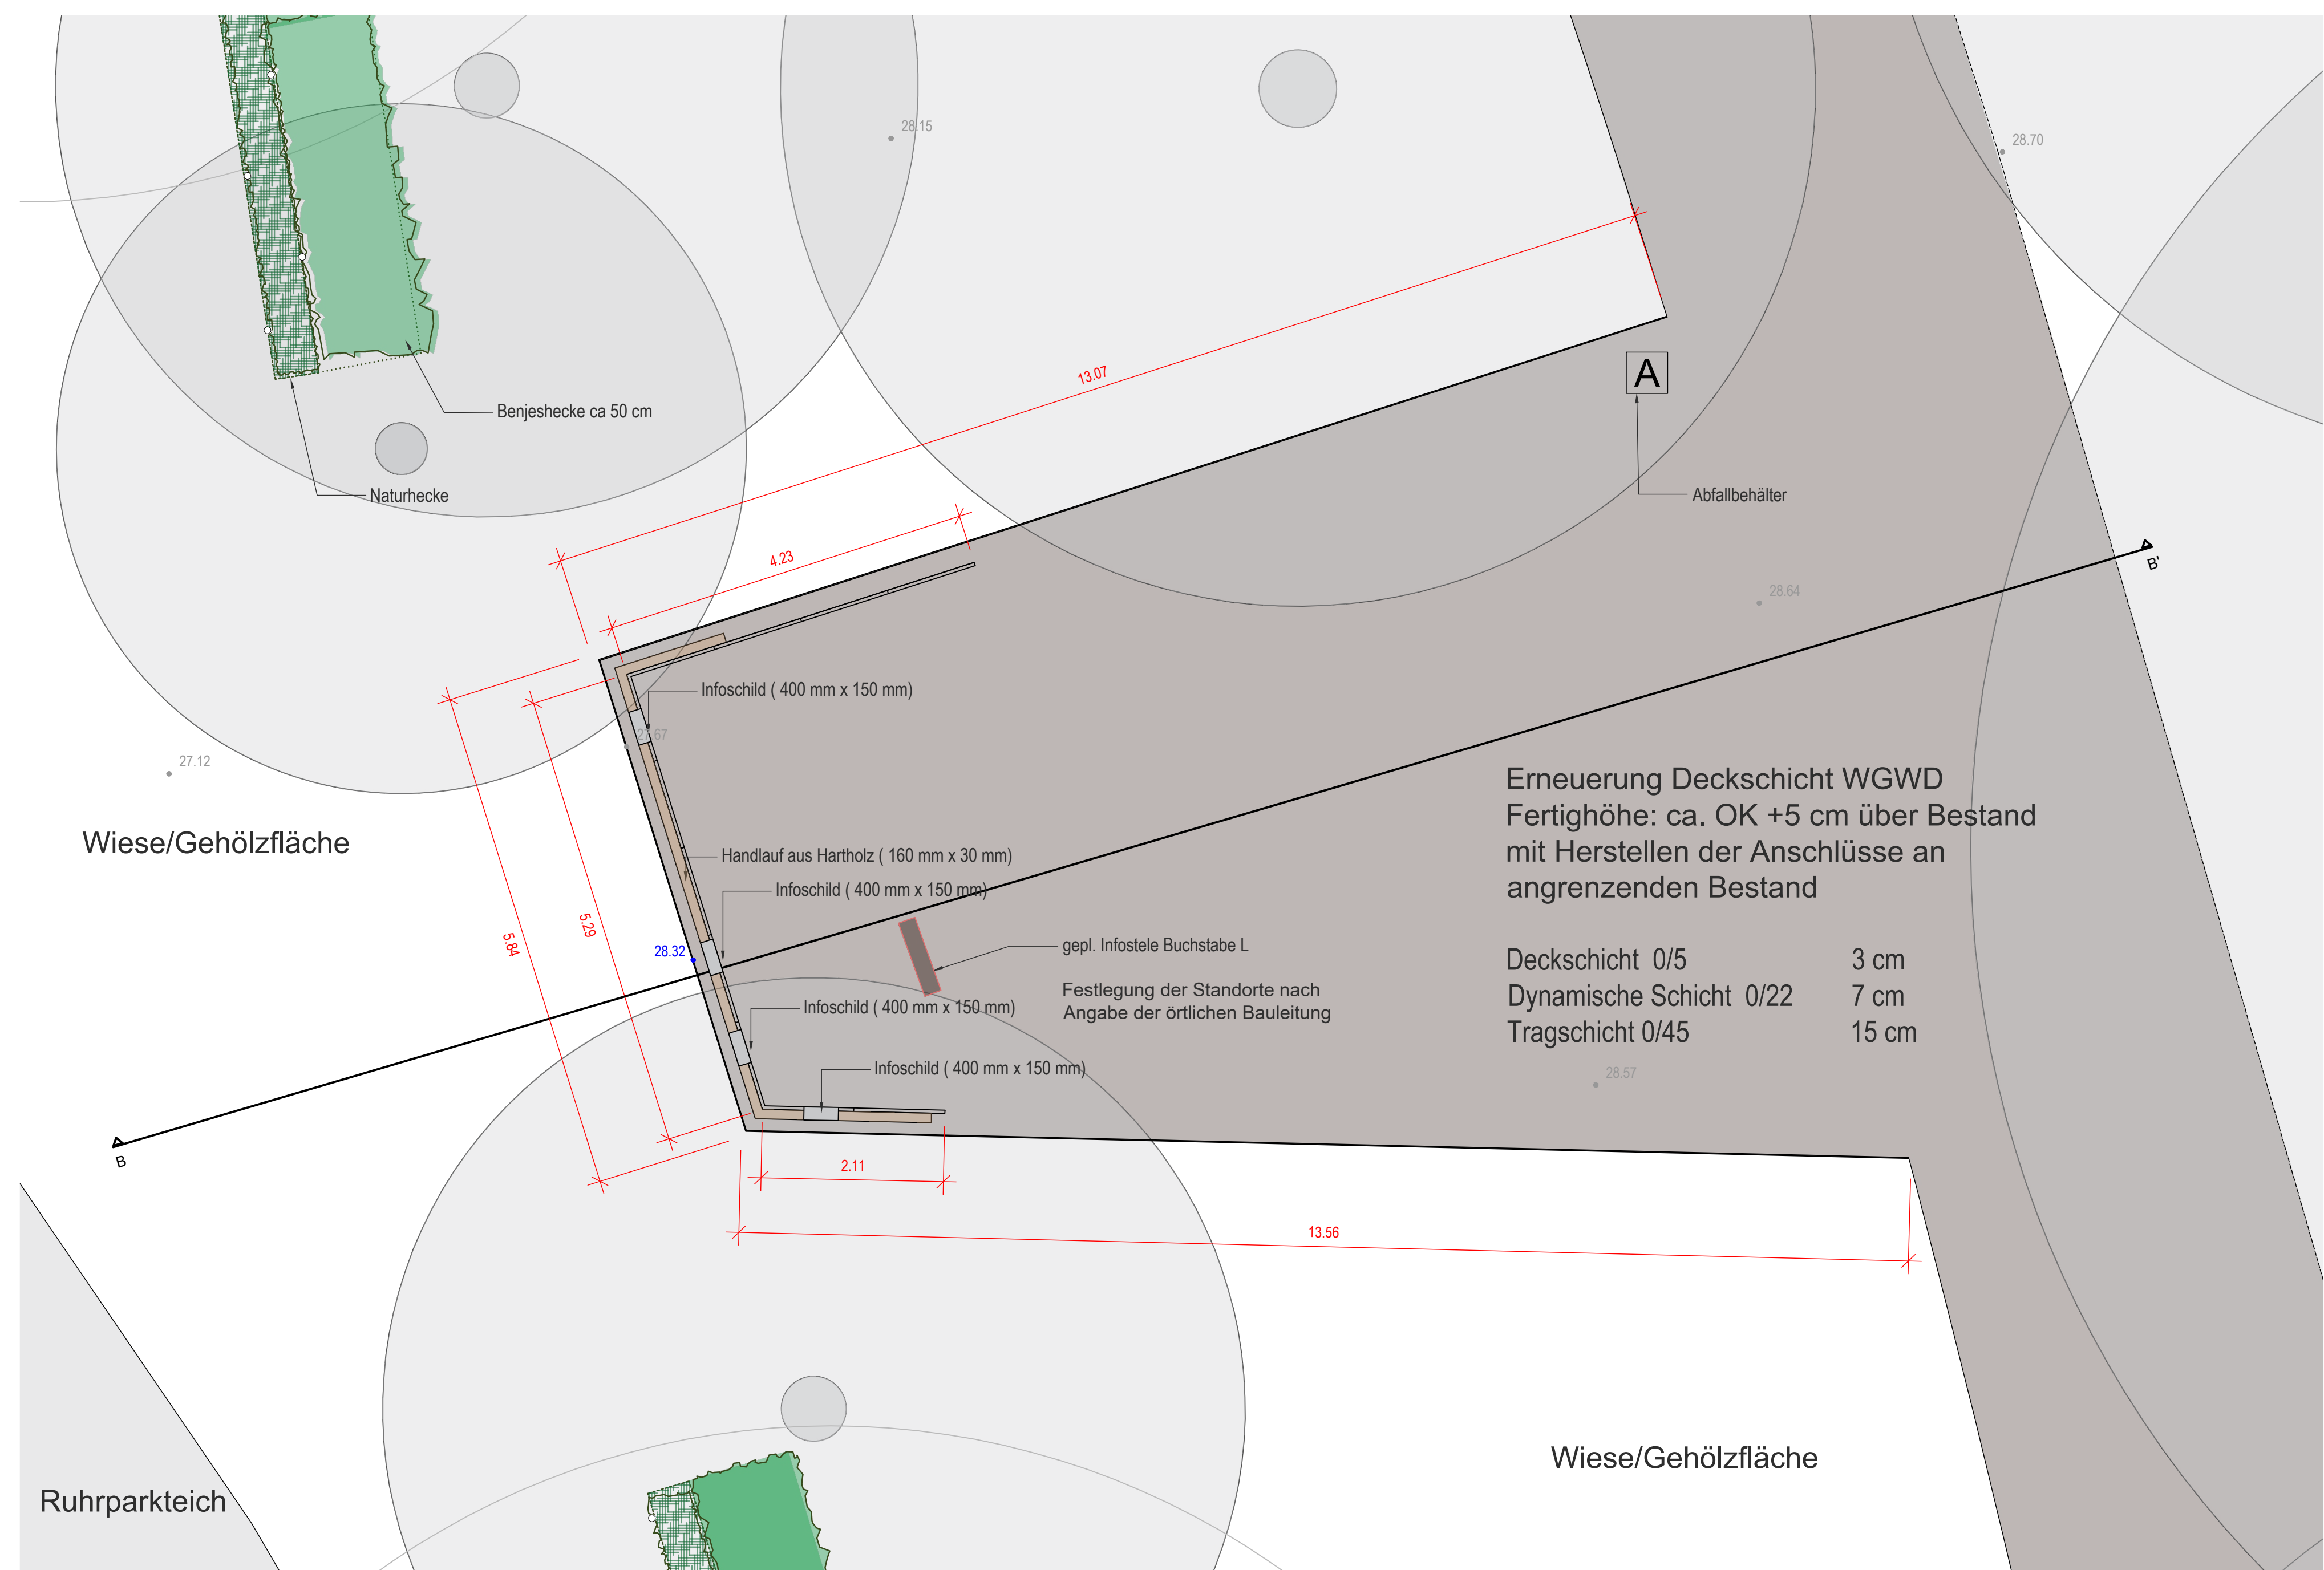 28.15
28.70
13.07
A
Benjeshecke ca 50 cm
Naturhecke
Abfallbehälter
4.23
B'
28.64
Infoschild ( 400 mm x 150 mm)
27.67
27.12
Wiese/Gehölzfläche
Erneuerung Deckschicht WGWD
Fertighöhe: ca. OK +5 cm über Bestand
mit Herstellen der Anschlüsse an
angrenzenden Bestand
Handlauf aus Hartholz ( 160 mm x 30 mm)
Infoschild ( 400 mm x 150 mm)
5.84
5.29
28.32
gepl. Infostele Buchstabe L
Festlegung der Standorte nach
Angabe der örtlichen Bauleitung
Deckschicht 0/5 3 cm
Dynamische Schicht 0/22 7 cm
Tragschicht 0/45 15 cm
Infoschild ( 400 mm x 150 mm)
Infoschild ( 400 mm x 150 mm)
28.57
B
2.11
13.56
Wiese/Gehölzfläche
Ruhrparkteich